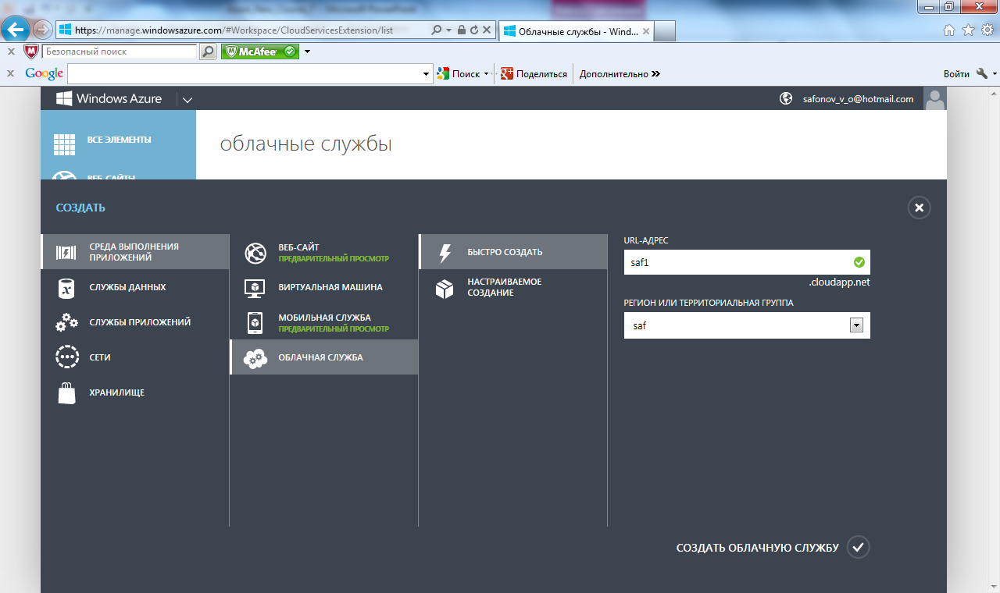 https://manage.windowsazure.com/#Workspace/CloudServicesExtension/list
Облачные службы - Wind...
Безопасный поиск
McAfee
Google
Поиск
Поделиться
Дополнительно
Войти
Windows Azure
safonov_v_o@hotmail.com
ВСЕ ЭЛЕМЕНТЫ
облачные службы
ВЕБ-САЙТЫ
СОЗДАТЬ
СРЕДА ВЫПОЛНЕНИЯ
ПРИЛОЖЕНИЙ
СЛУЖБЫ ДАННЫХ
СЛУЖБЫ ПРИЛОЖЕНИЙ
СЕТИ
ХРАНИЛИЩЕ
ВЕБ-САЙТ
ПРЕДВАРИТЕЛЬНЫЙ ПРОСМОТР
ВИРТУАЛЬНАЯ МАШИНА
МОБИЛЬНАЯ СЛУЖБА
ПРЕДВАРИТЕЛЬНЫЙ ПРОСМОТР
ОБЛАЧНАЯ СЛУЖБА
БЫСТРО СОЗДАТЬ
НАСТРАИВАЕМОЕ
СОЗДАНИЕ
URL-АДРЕС
saf1
.cloudapp.net
РЕГИОН ИЛИ ТЕРРИТОРИАЛЬНАЯ ГРУППА
saf
СОЗДАТЬ ОБЛАЧНУЮ СЛУЖБУ